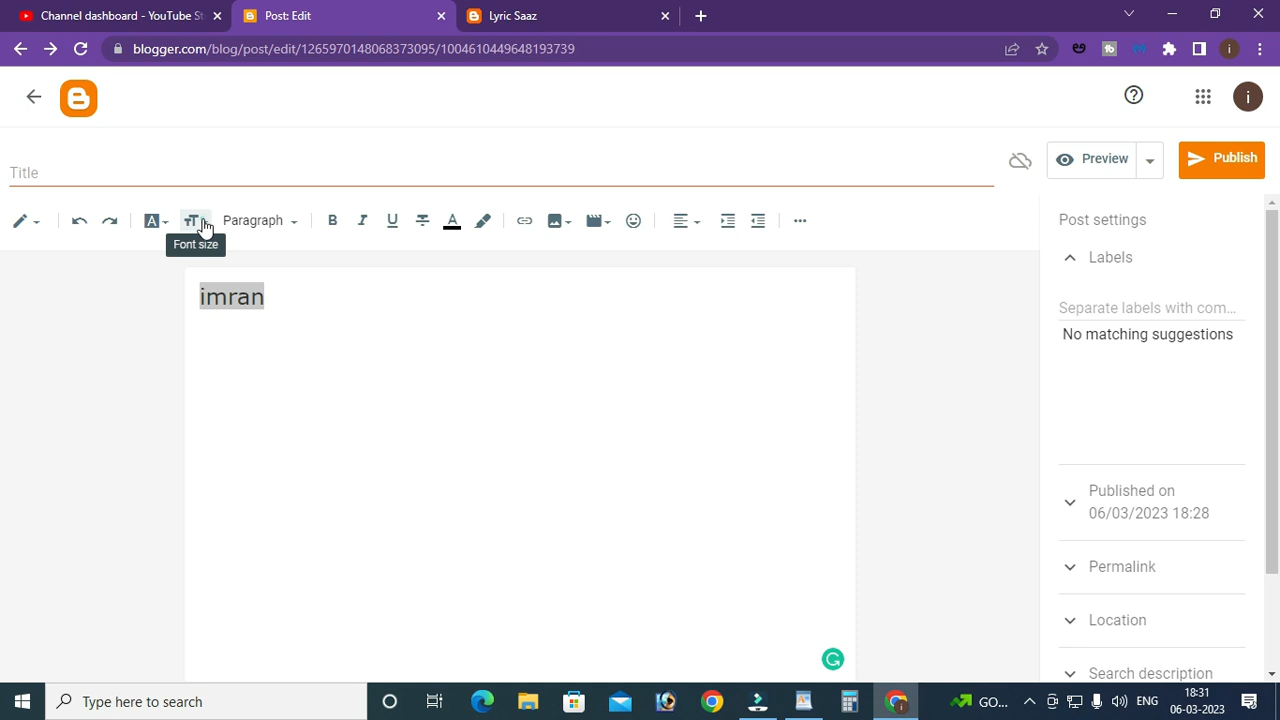 Channel dashboard - YouTube St
Post: Edit
Lyric Saaz
blogger.com/blog/post/edit/1265970148068373095/1004610449648193739
i
i
Title
Preview
Publish
Paragraph
B I U
Font size
imran
Post settings
Labels
Separate labels with com...
No matching suggestions
Published on
06/03/2023 18:28
Permalink
Location
Search description
Type here to search
GO...
ENG
18:31
06-03-2023